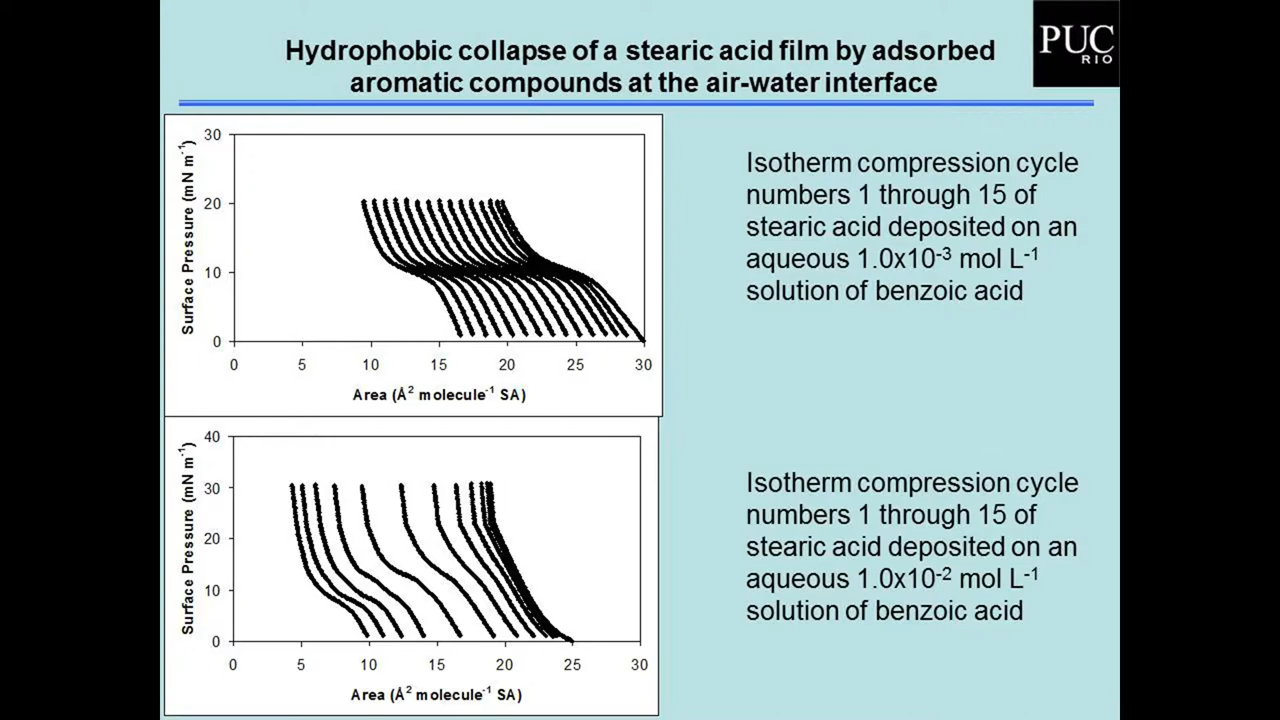 Hydrophobic collapse of a stearic acid film by adsorbed
aromatic compounds at the air-water interface
PUC
RIO
30
20
10
0
Surface Pressure (mN m⁻¹)
0 5 10 15 20 25 30
Area (Å² molecule⁻¹ SA)
Isotherm compression cycle
numbers 1 through 15 of
stearic acid deposited on an
aqueous 1.0x10⁻³ mol L⁻¹
solution of benzoic acid
40
30
20
10
0
Surface Pressure (mN m⁻¹)
0 5 10 15 20 25 30
Area (Å² molecule⁻¹ SA)
Isotherm compression cycle
numbers 1 through 15 of
stearic acid deposited on an
aqueous 1.0x10⁻² mol L⁻¹
solution of benzoic acid